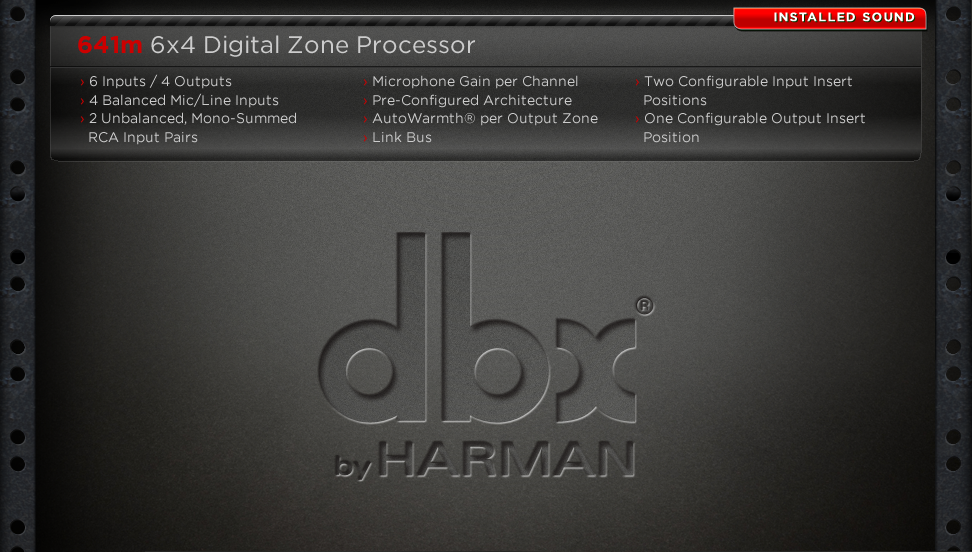 INSTALLED SOUND
641m 6x4 Digital Zone Processor
› 6 Inputs / 4 Outputs
› 4 Balanced Mic/Line Inputs
› 2 Unbalanced, Mono-Summed
RCA Input Pairs
› Microphone Gain per Channel
› Pre-Configured Architecture
› AutoWarmth® per Output Zone
› Link Bus
› Two Configurable Input Insert
Positions
› One Configurable Output Insert
Position
dbx®
by HARMAN